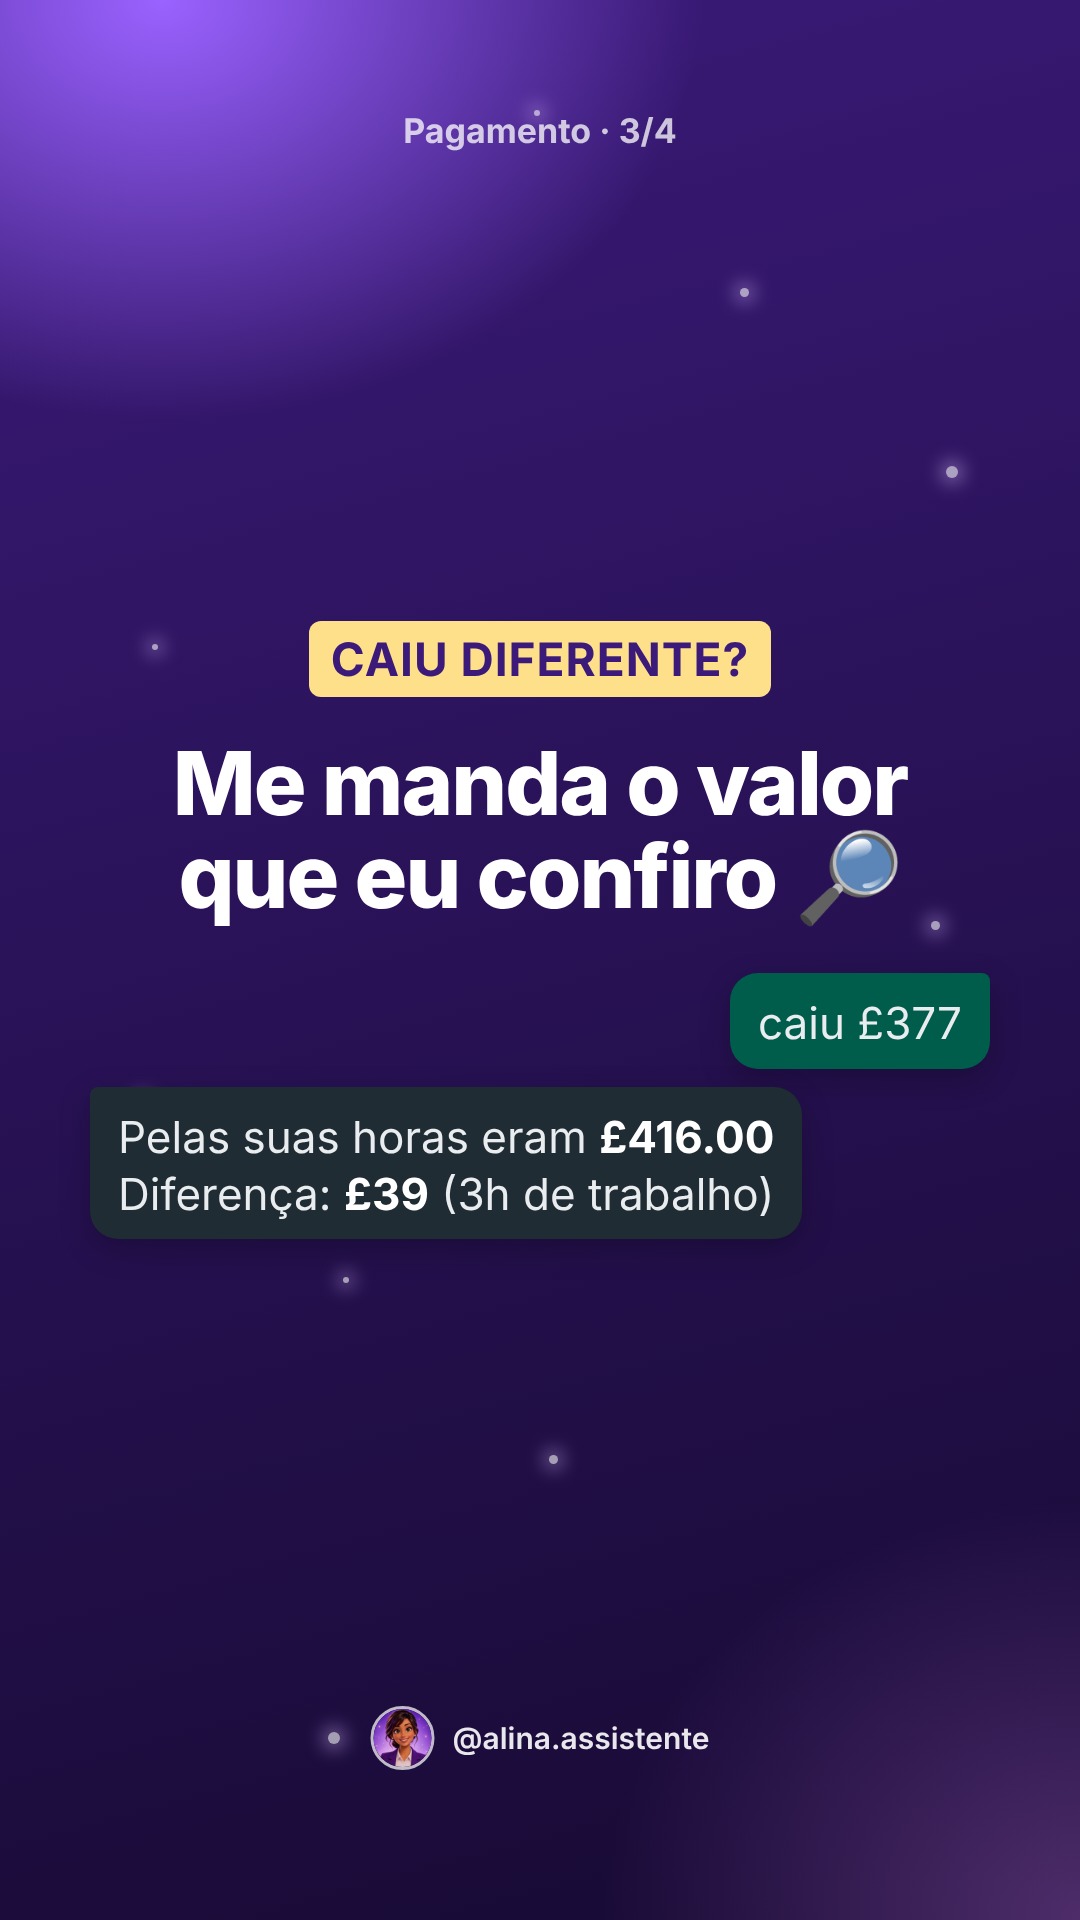 Pagamento · 3/4
CAIU DIFERENTE?
Me manda o valor
que eu confiro 🔎
caiu £377
Pelas suas horas eram £416.00
Diferença: £39 (3h de trabalho)
@alina.assistente